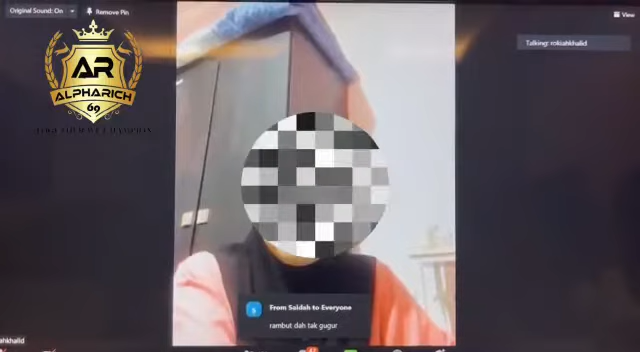 Original Sound: On
Remove Pin
View
Talking: rokiahkhalid
AR
ALPHARICH
69
From Saidah to Everyone
rambut dah tak gugur